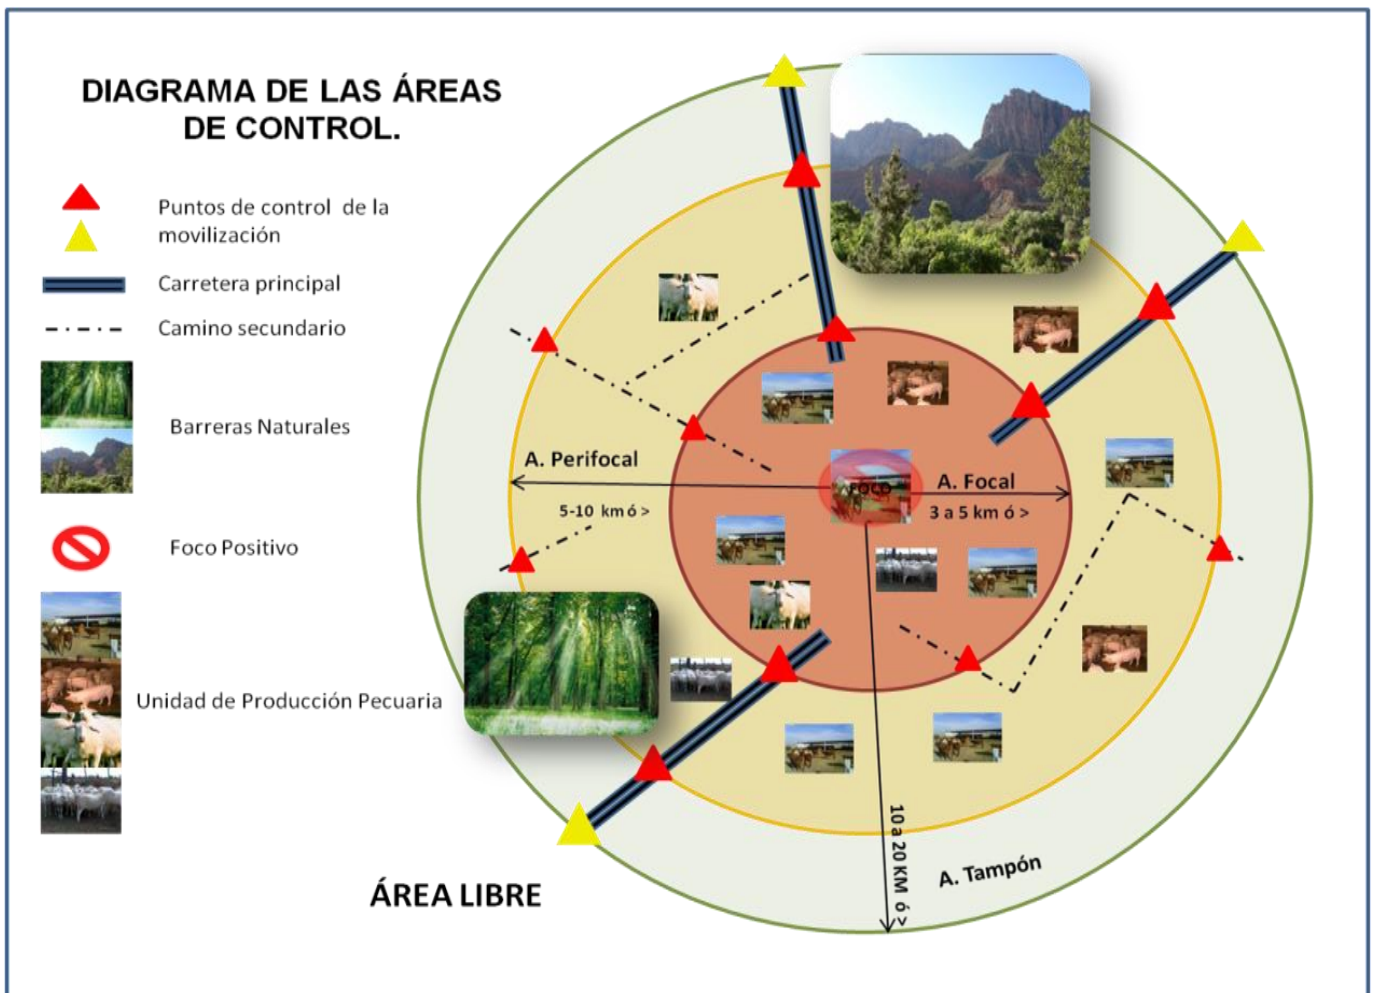 DIAGRAMA DE LAS ÁREAS
DE CONTROL.
Puntos de control de la
movilización
Carretera principal
Camino secundario
Barreras Naturales
Foco Positivo
Unidad de Producción Pecuaria
A. Perifocal
5-10 km ó >
FOCO
A. Focal
3 a 5 km ó >
10 a 20 KM ó >
A. Tampón
ÁREA LIBRE